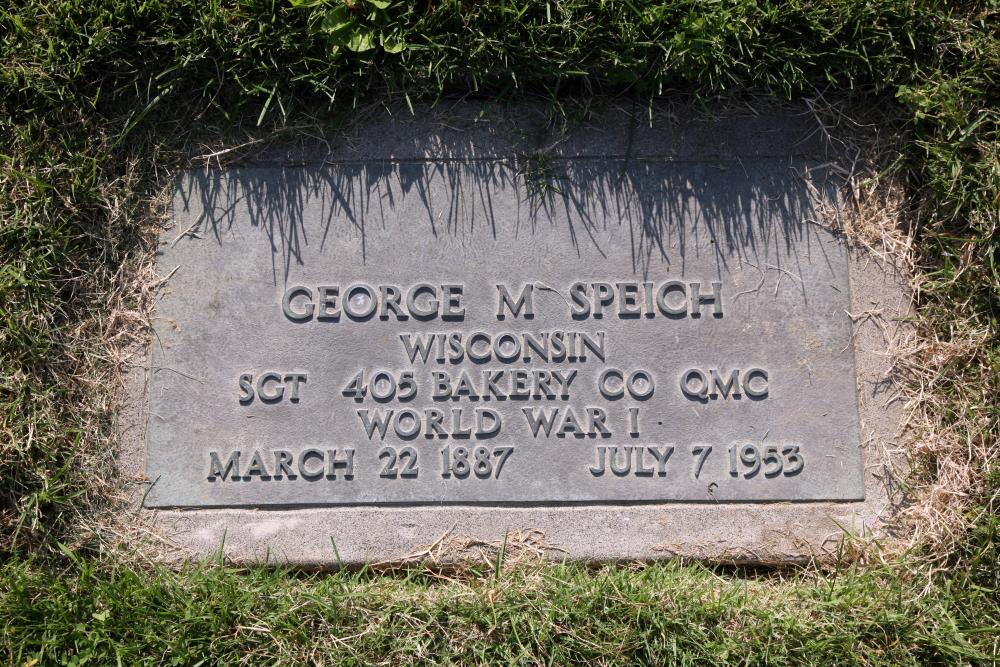 GEORGE M SPEICH
WISCONSIN
SGT 405 BAKERY CO QMC
WORLD WAR I
MARCH 22 1887 JULY 7 1953